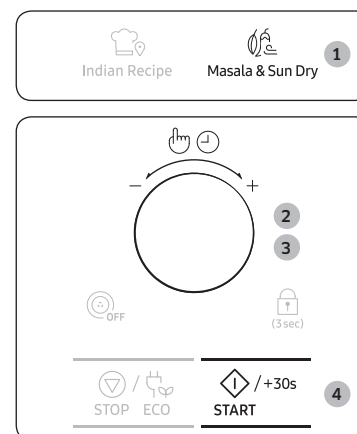 Indian Recipe
Masala & Sun Dry
1
− +
2
3
OFF
(3 sec)
/ / +30s
STOP ECO START
4